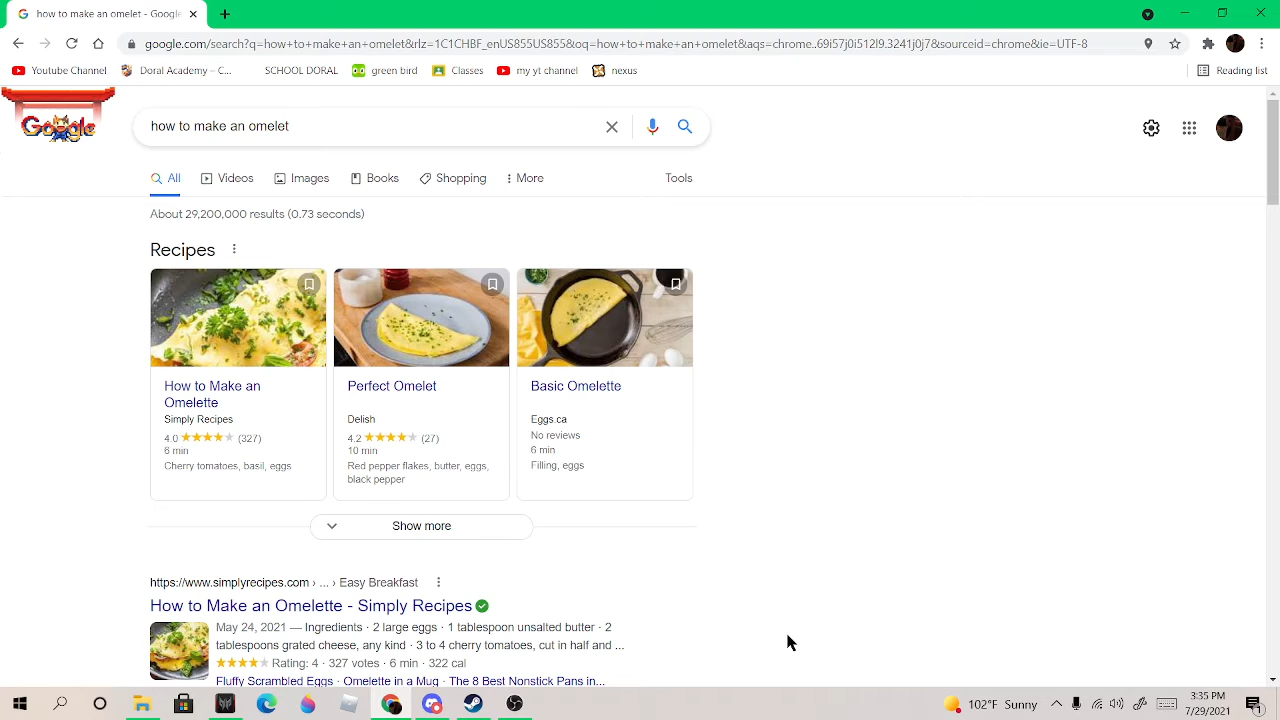 how to make an omelet - Google
google.com/search?q=how+to+make+an+omelet&rlz=1C1CHBF_enUS855US855&oq=how+to+make+an+omelet&aqs=chrome..69i57j0i512l9.3241j0j7&sourceid=chrome&ie=UTF-8
Youtube Channel Doral Academy – C... SCHOOL DORAL green bird Classes my yt channel nexus Reading list
Google
how to make an omelet
All Videos Images Books Shopping More Tools
About 29,200,000 results (0.73 seconds)
Recipes
How to Make an
Omelette
Simply Recipes
4.0 (327)
6 min
Cherry tomatoes, basil, eggs
Perfect Omelet
Delish
4.2 (27)
10 min
Red pepper flakes, butter, eggs,
black pepper
Basic Omelette
Eggs.ca
No reviews
6 min
Filling, eggs
Show more
https://www.simplyrecipes.com › ... › Easy Breakfast
How to Make an Omelette - Simply Recipes
May 24, 2021 — Ingredients · 2 large eggs · 1 tablespoon unsalted butter · 2
tablespoons grated cheese, any kind · 3 to 4 cherry tomatoes, cut in half and ...
Rating: 4 · 327 votes · 6 min · 322 cal
Fluffy Scrambled Eggs · Omelette in a Mug · The 8 Best Nonstick Pans in...
102°F Sunny
3:35 PM
7/29/2021
1